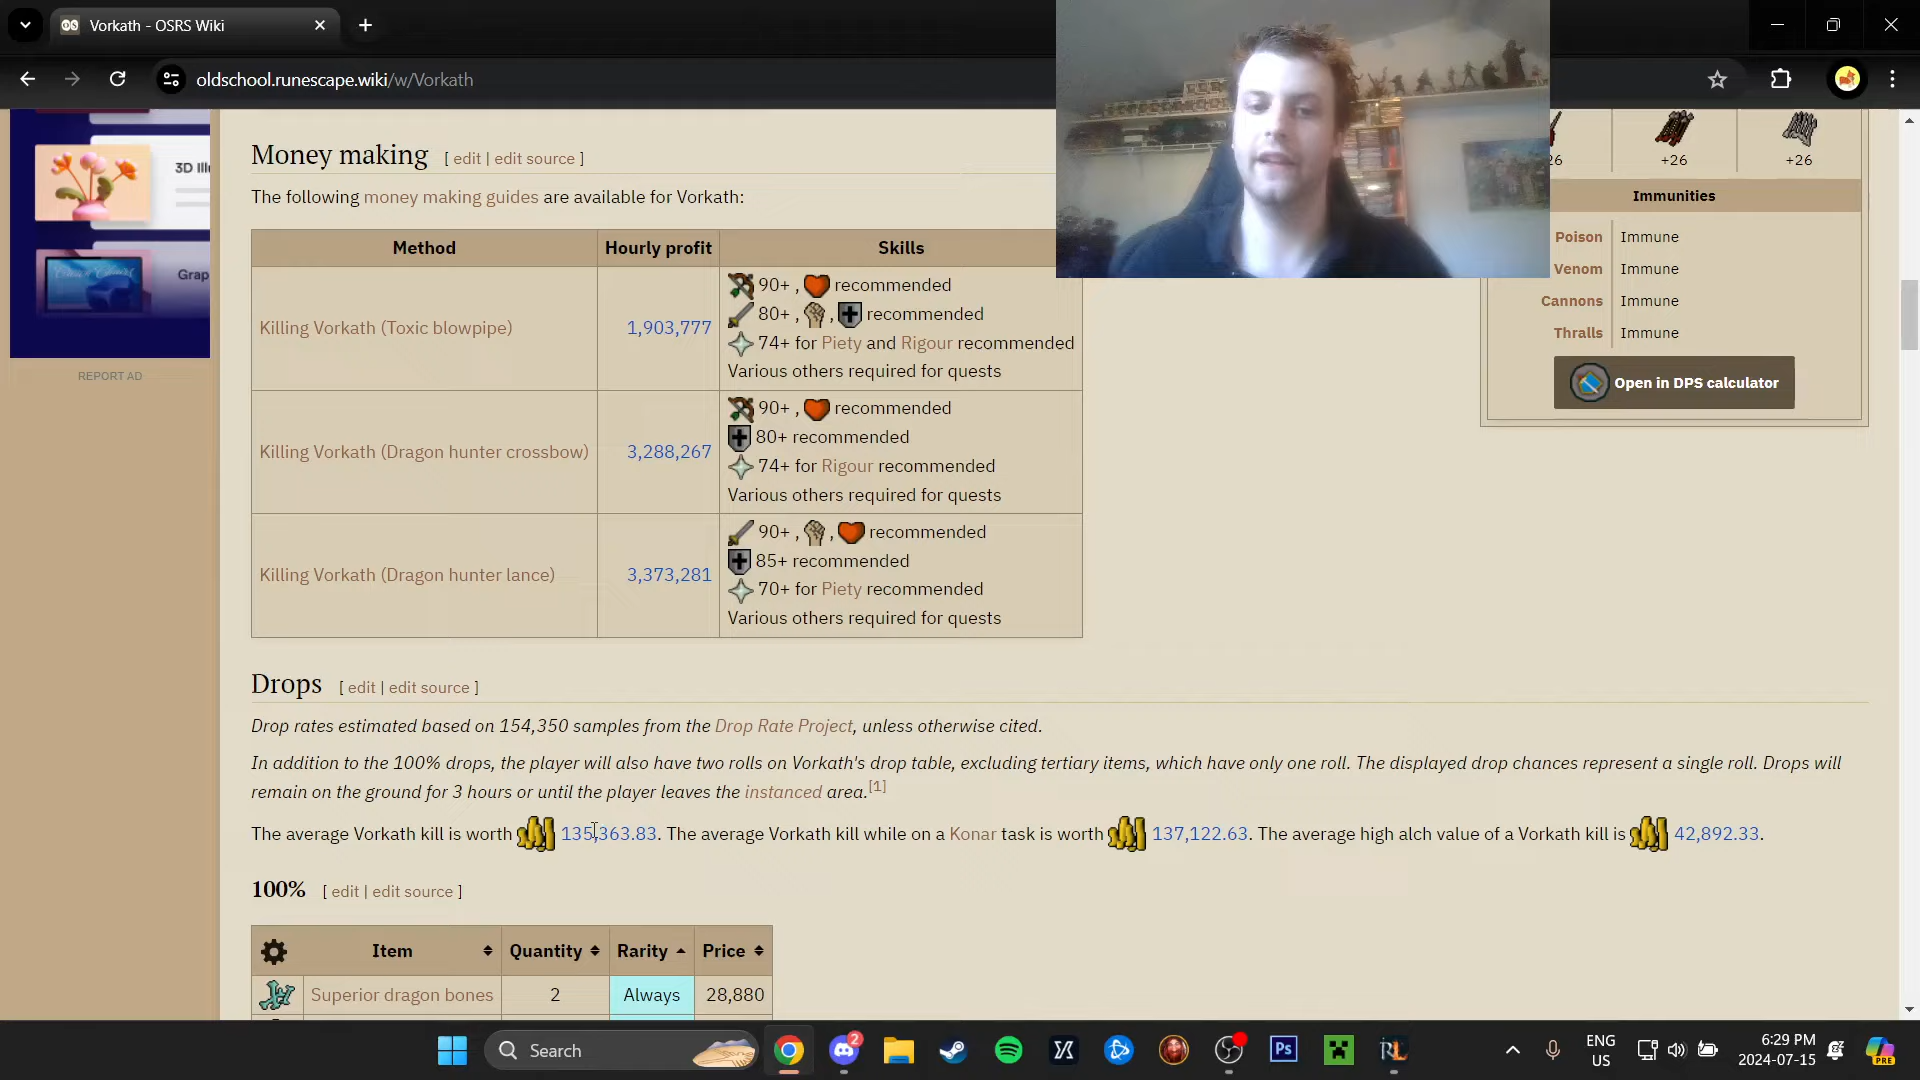 Vorkath - OSRS Wiki
oldschool.runescape.wiki/w/Vorkath
3D Illu
Grap
REPORT AD
Money making [ edit | edit source ]
The following money making guides are available for Vorkath:
Method Hourly profit Skills
Killing Vorkath (Toxic blowpipe) 1,903,777
90+ , recommended
80+ , , recommended
74+ for Piety and Rigour recommended
Various others required for quests
Killing Vorkath (Dragon hunter crossbow) 3,288,267
90+ , recommended
80+ recommended
74+ for Rigour recommended
Various others required for quests
Killing Vorkath (Dragon hunter lance) 3,373,281
90+ , , recommended
85+ recommended
70+ for Piety recommended
Various others required for quests
26 +26 +26
Immunities
Poison Immune
Venom Immune
Cannons Immune
Thralls Immune
Open in DPS calculator
Drops [ edit | edit source ]
Drop rates estimated based on 154,350 samples from the Drop Rate Project, unless otherwise cited.
In addition to the 100% drops, the player will also have two rolls on Vorkath's drop table, excluding tertiary items, which have only one roll. The displayed drop chances represent a single roll. Drops will
remain on the ground for 3 hours or until the player leaves the instanced area.[1]
The average Vorkath kill is worth 135,363.83. The average Vorkath kill while on a Konar task is worth 137,122.63. The average high alch value of a Vorkath kill is 42,892.33.
100% [ edit | edit source ]
Item Quantity Rarity Price
Superior dragon bones 2 Always 28,880
Search
2
Ps
ENG
US
6:29 PM
2024-07-15
PRE